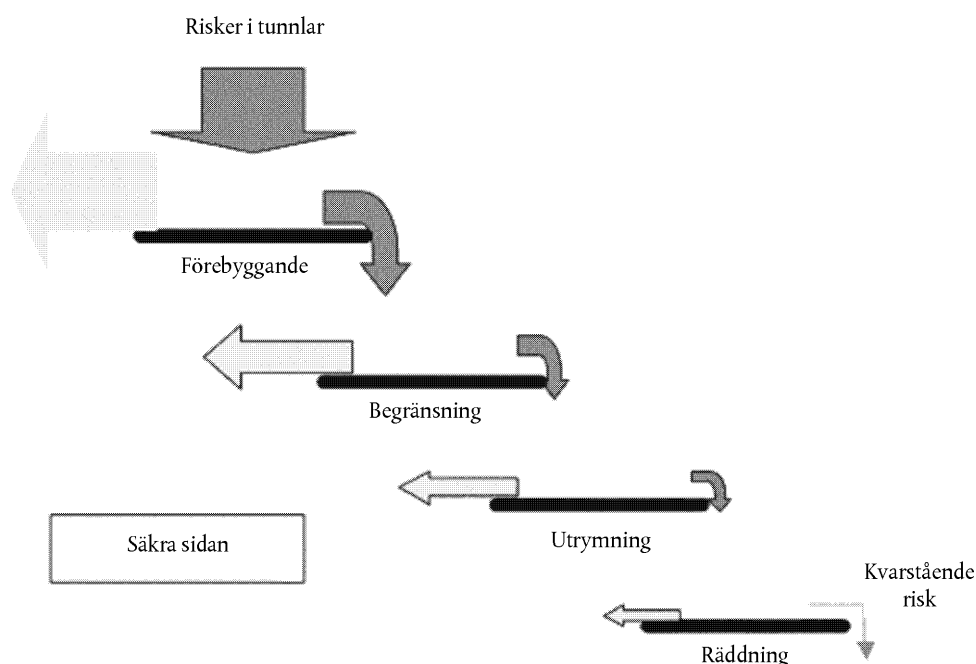 Risker i tunnlar
Förebyggande
Begränsning
Utrymning
Säkra sidan
Kvarstående
risk
Räddning